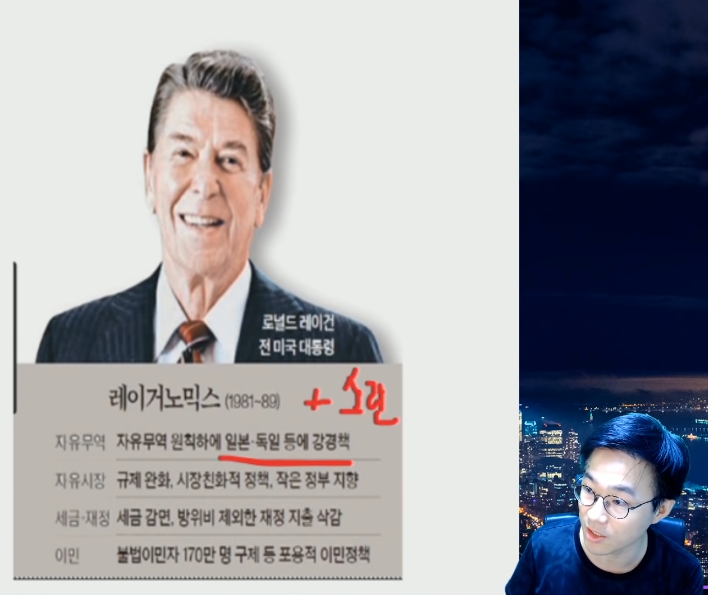 로널드 레이건
전 미국 대통령
레이거노믹스 (1981~89) + 소련
자유무역 자유무역 원칙하에 일본·독일 등에 강경책
자유시장 규제 완화, 시장친화적 정책, 작은 정부 지향
세금·재정 세금 감면, 방위비 제외한 재정 지출 삭감
이민 불법이민자 170만 명 구제 등 포용적 이민정책